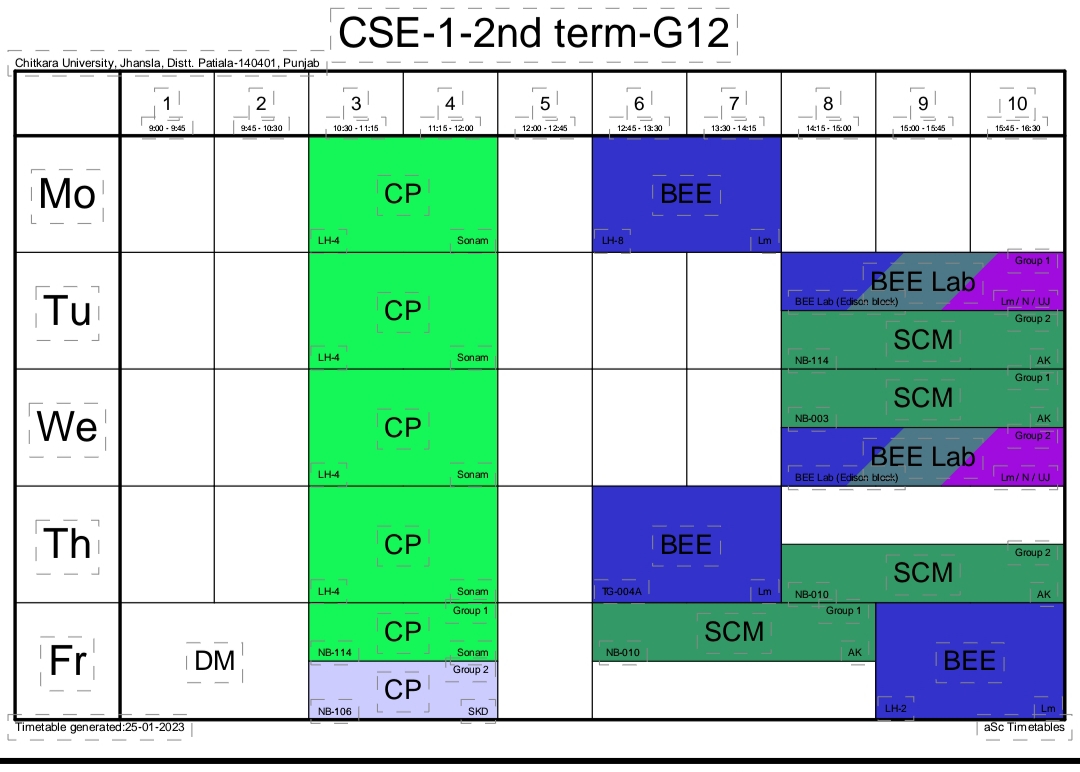 CSE-1-2nd term-G12
Chitkara University, Jhansla, Distt. Patiala-140401, Punjab
1 2 3 4 5 6 7 8 9 10
9:00 - 9:45 9:45 - 10:30 10:30 - 11:15 11:15 - 12:00 12:00 - 12:45 12:45 - 13:30 13:30 - 14:15 14:15 - 15:00 15:00 - 15:45 15:45 - 16:30
Mo CP BEE
LH-4 Sonam LH-8 Lm
Group 1
Tu CP BEE Lab
BEE Lab (Edison block) Lm / N / UJ
Group 2
SCM
LH-4 Sonam NB-114 AK
Group 1
We CP SCM
NB-003 AK
Group 2
BEE Lab
LH-4 Sonam BEE Lab (Edison block) Lm / N / UJ
Th CP BEE
Group 2
SCM
LH-4 Sonam TG-004A Lm NB-010 AK
Group 1 Group 1
Fr DM CP SCM BEE
NB-114 Sonam NB-010 AK
Group 2
CP
NB-106 SKD LH-2 Lm
Timetable generated:25-01-2023 aSc Timetables